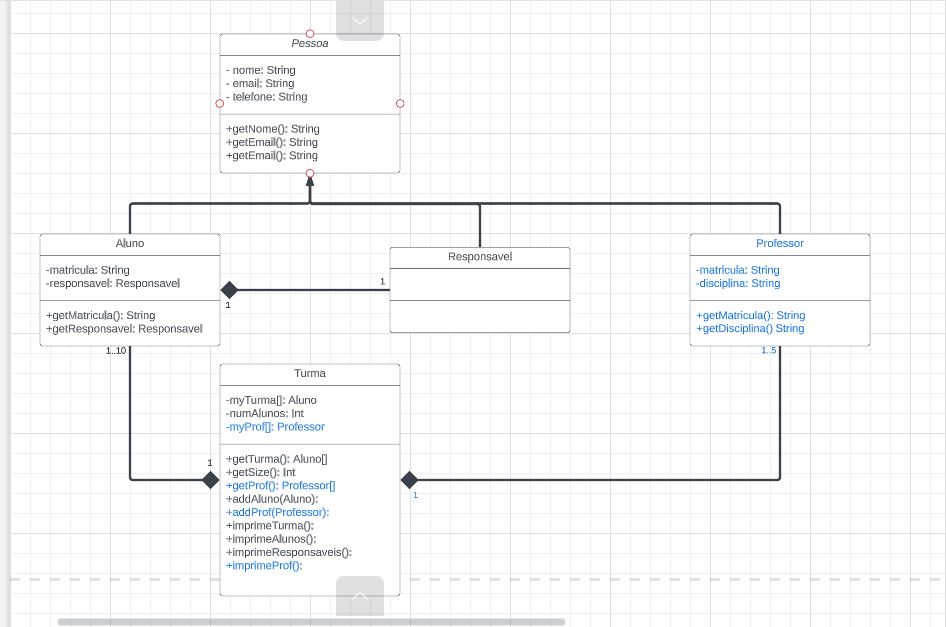 Pessoa
- nome: String
- email: String
- telefone: String
+getNome(): String
+getEmail(): String
+getEmail(): String
Aluno
-matricula: String
-responsavel: Responsavel
+getMatricula(): String
+getResponsavel: Responsavel
1..10
1
1
Responsavel
Professor
-matricula: String
-disciplina: String
+getMatricula(): String
+getDisciplina() String
1..5
Turma
-myTurma[]: Aluno
-numAlunos: Int
-myProf[]: Professor
+getTurma(): Aluno[]
+getSize(): Int
+getProf(): Professor[]
+addAluno(Aluno):
+addProf(Professor):
+imprimeTurma():
+imprimeAlunos():
+imprimeResponsaveis():
+imprimeProf():
1
1